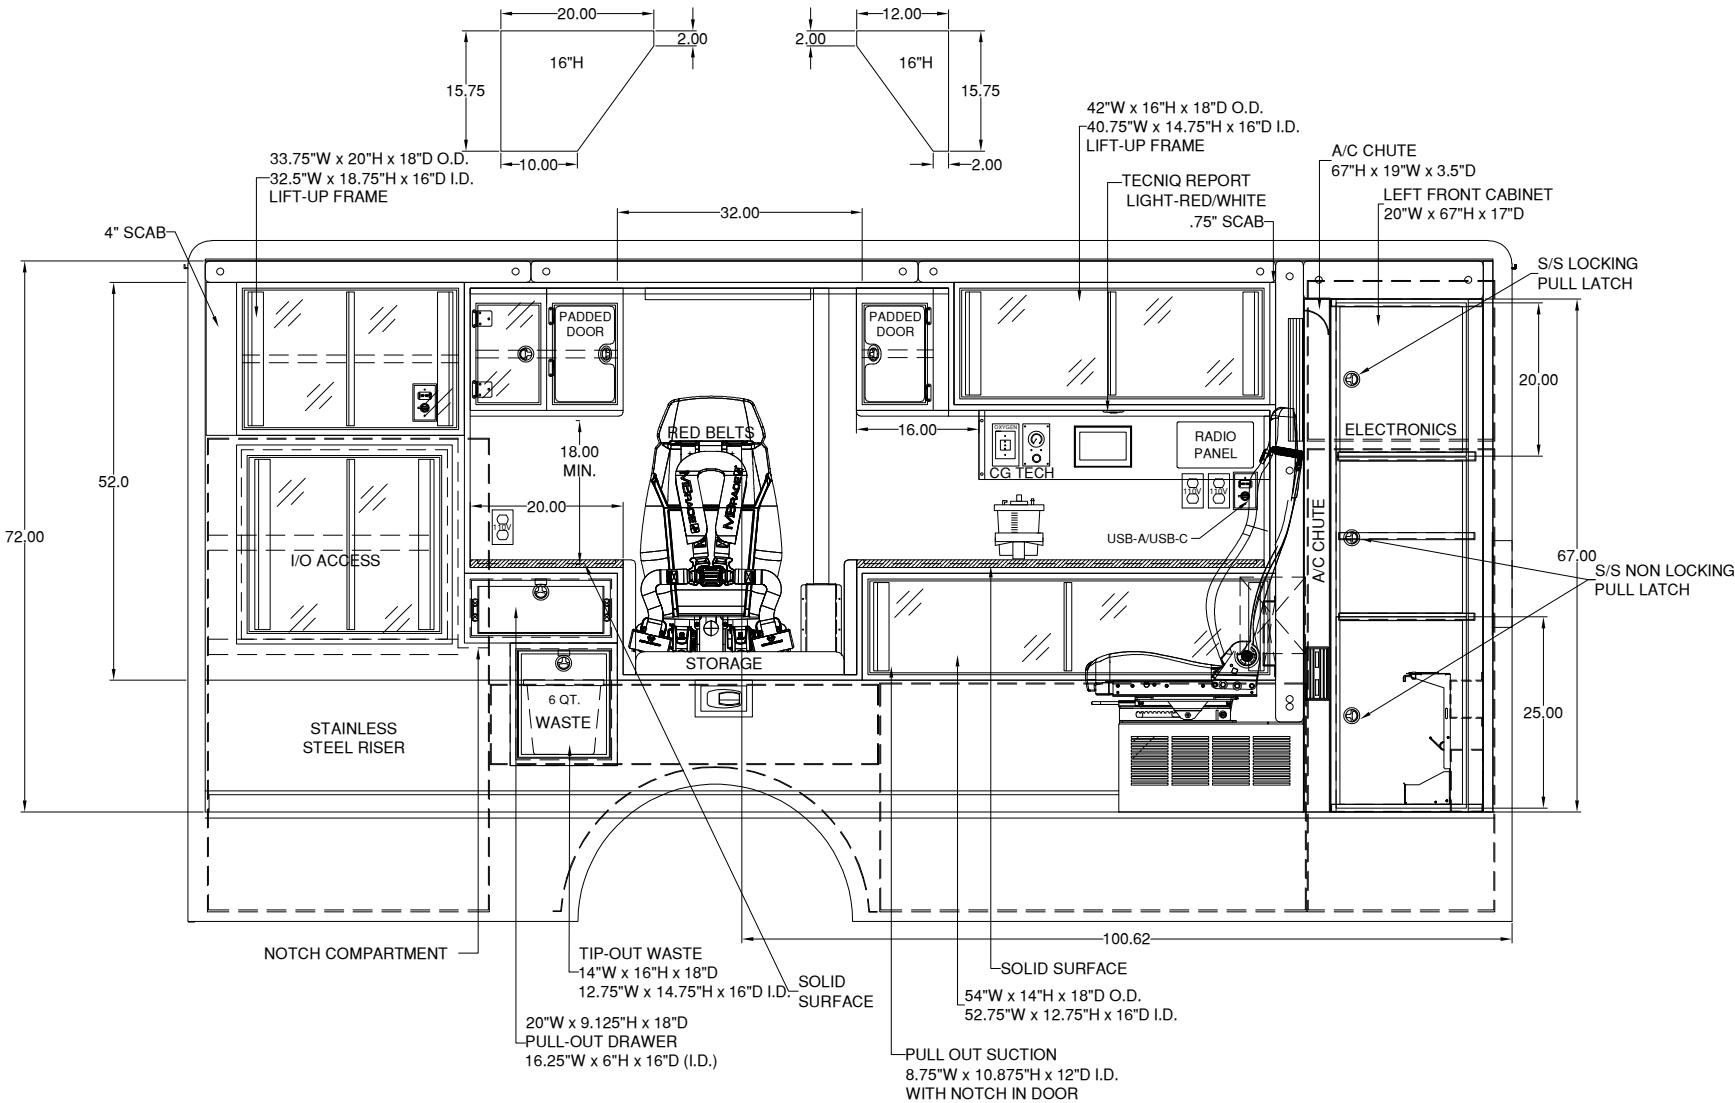 20.00
12.00
2.00
2.00
16"H
16"H
15.75
15.75
10.00
2.00
42"W x 16"H x 18"D O.D.
40.75"W x 14.75"H x 16"D I.D.
LIFT-UP FRAME
33.75"W x 20"H x 18"D O.D.
32.5"W x 18.75"H x 16"D I.D.
LIFT-UP FRAME
A/C CHUTE
67"H x 19"W x 3.5"D
TECNIQ REPORT
LIGHT-RED/WHITE
LEFT FRONT CABINET
20"W x 67"H x 17"D
32.00
.75" SCAB
4" SCAB
S/S LOCKING
PULL LATCH
PADDED
DOOR
PADDED
DOOR
20.00
RED BELTS
16.00
OXYGEN
RADIO
PANEL
ELECTRONICS
18.00
MIN.
CG TECH
52.0
110V
110V
20.00
110V
MBRACE
MBRACE
A/C CHUTE
72.00
USB-A/USB-C
67.00
I/O ACCESS
S/S NON LOCKING
PULL LATCH
STORAGE
6 QT.
WASTE
25.00
STAINLESS
STEEL RISER
100.62
NOTCH COMPARTMENT
TIP-OUT WASTE
14"W x 16"H x 18"D
12.75"W x 14.75"H x 16"D I.D.
SOLID
SURFACE
SOLID SURFACE
54"W x 14"H x 18"D O.D.
52.75"W x 12.75"H x 16"D I.D.
20"W x 9.125"H x 18"D
PULL-OUT DRAWER
16.25"W x 6"H x 16"D (I.D.)
PULL OUT SUCTION
8.75"W x 10.875"H x 12"D I.D.
WITH NOTCH IN DOOR